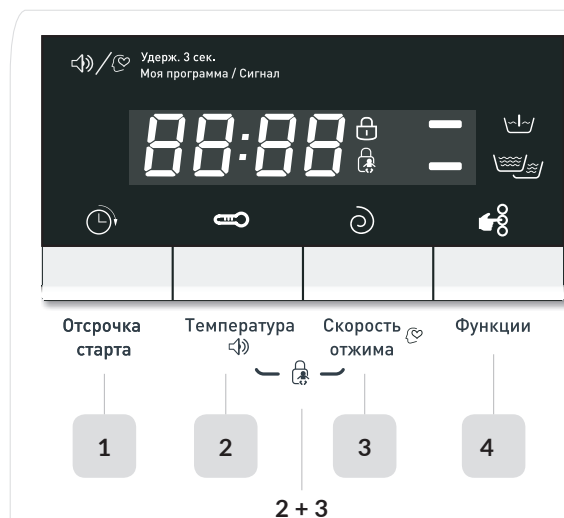 Удерж. 3 сек.
Моя программа / Сигнал
88:88
Отсрочка
старта
Температура
Скорость
отжима
Функции
1
2
3
4
2 + 3